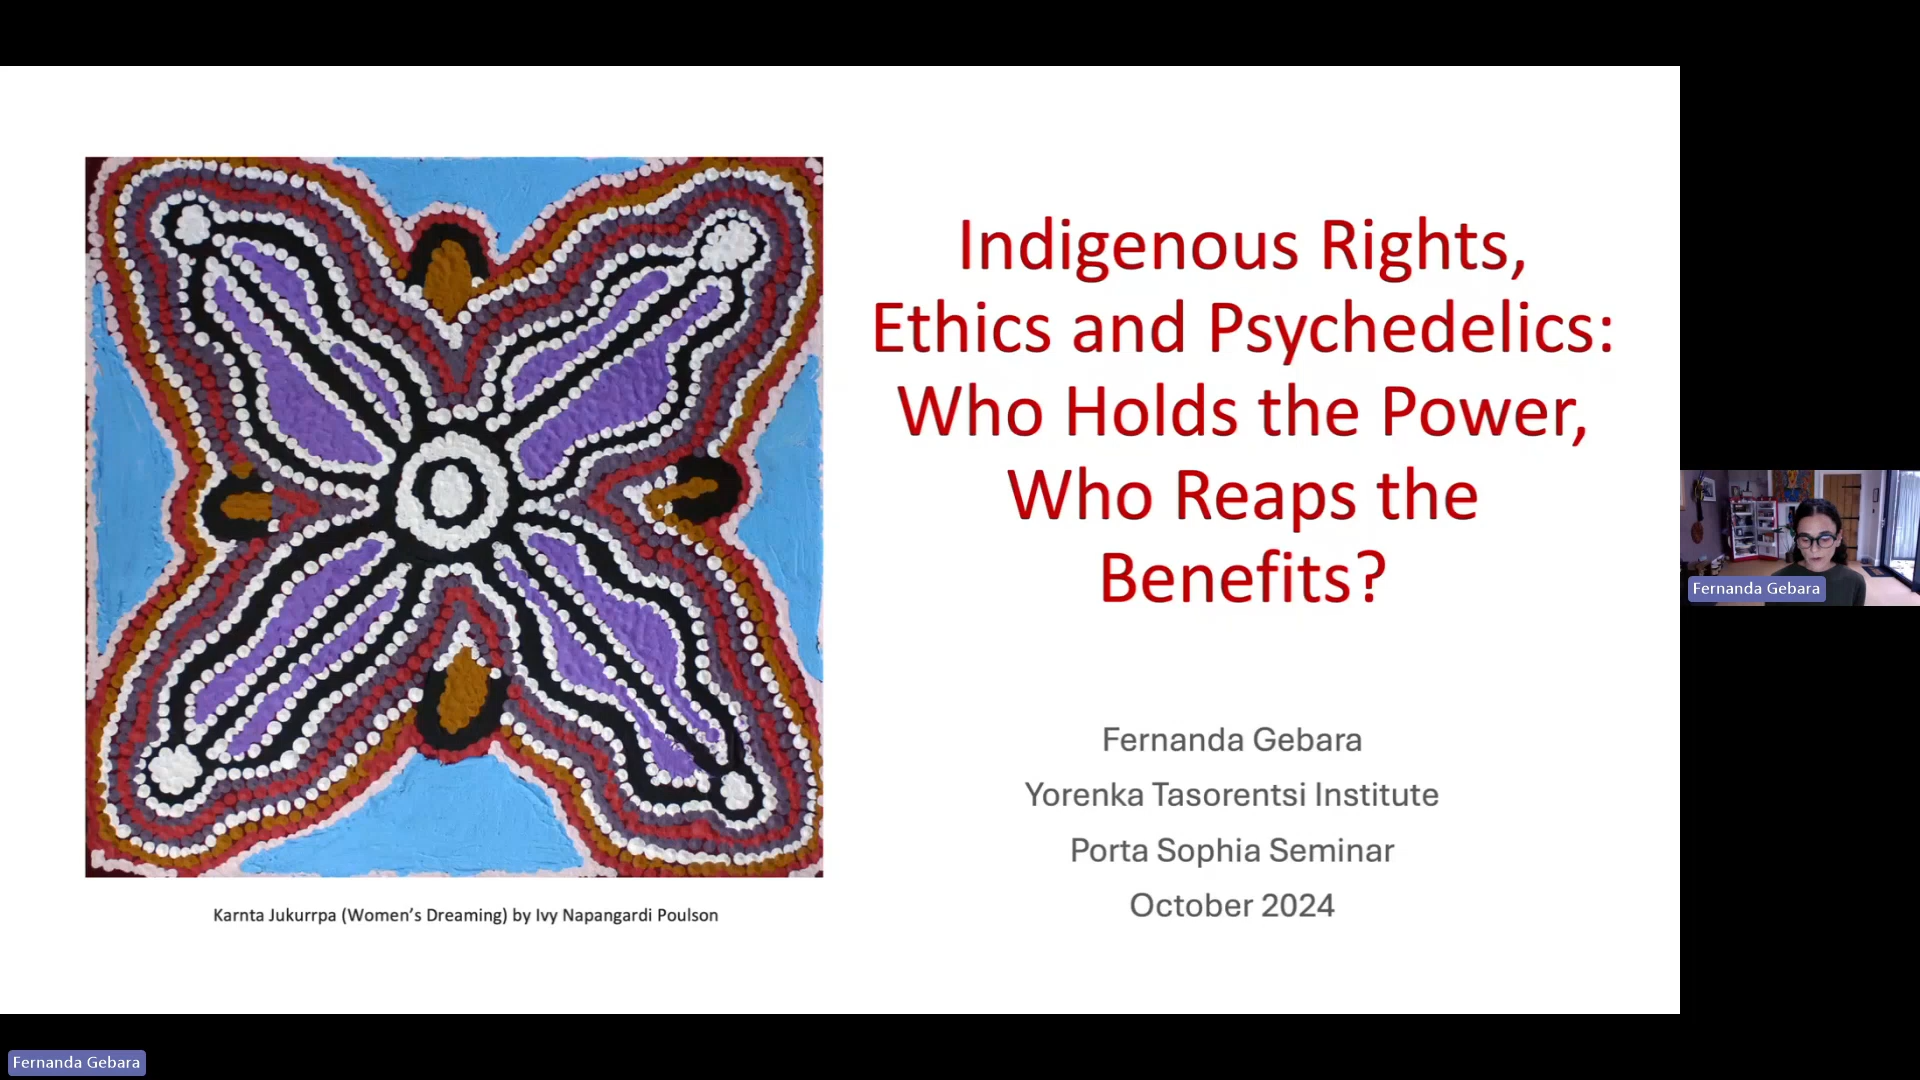 Indigenous Rights,
Ethics and Psychedelics:
Who Holds the Power,
Who Reaps the
Benefits?
Fernanda Gebara
Yorenka Tasorentsi Institute
Porta Sophia Seminar
October 2024
Karnta Jukurrpa (Women’s Dreaming) by Ivy Napangardi Poulson
Fernanda Gebara
Fernanda Gebara